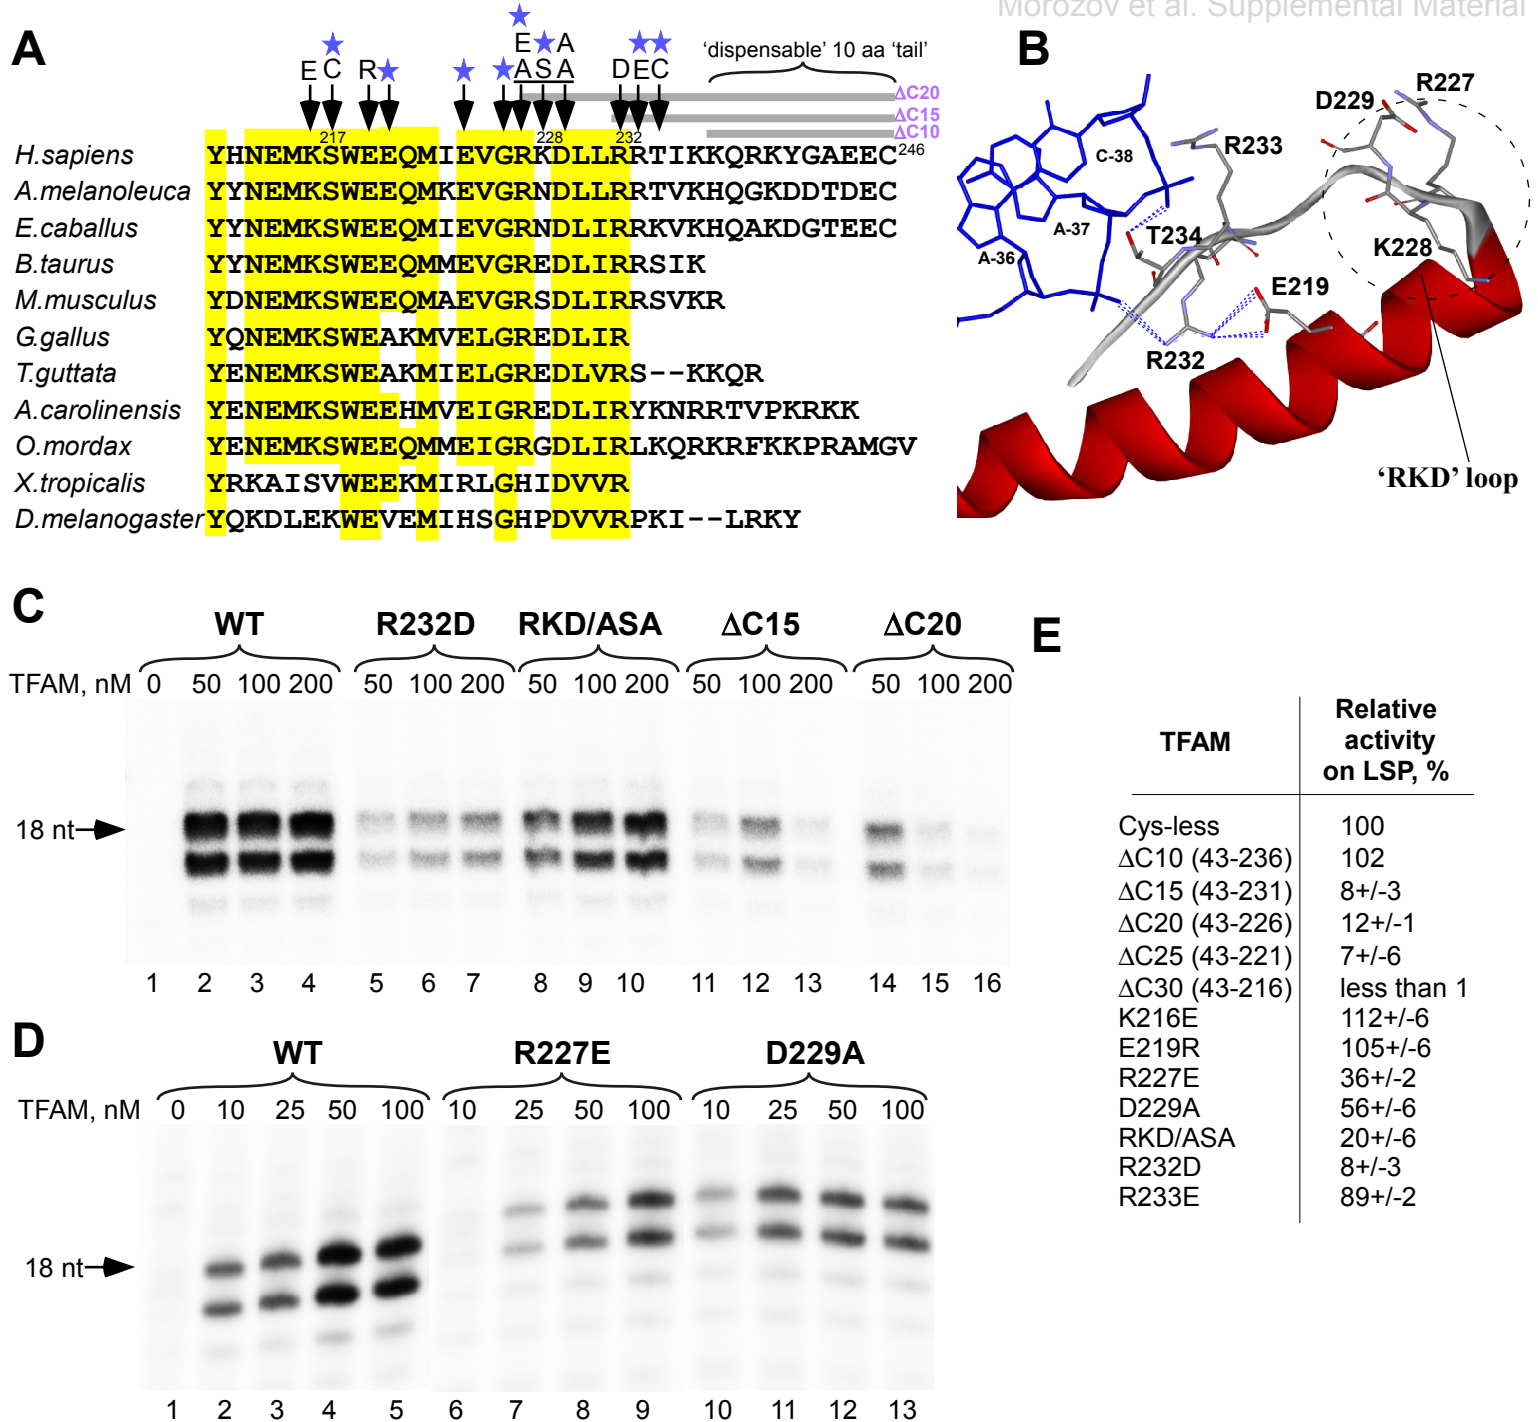 Morozov et al. Supplemental Material
A
E A
E C R A S A D E C
'dispensable' 10 aa 'tail'
ΔC20
ΔC15
ΔC10
217 228 232
H.sapiens YHNEMKSWEEQMIEVGRKDLLRRTIKKQRKYGAEEC 246
A.melanoleuca YYNEMKSWEEQMKEVGRNDLLRRTVKHQGKDDTDEC
E.caballus YYNEMKSWEEQMMEVGRNDLLRRKVKHQAKDGTEEC
B.taurus YYNEMKSWEEQMMEVGREDLIRRSIK
M.musculus YDNEMKSWEEQMAEVGRSDLIRRSVKR
G.gallus YQNEMKSWEAKMVELGREDLIR
T.guttata YENEMKSWEAKMIELGREDLVRS--KKQR
A.carolinensis YENEMKSWEEHMVEIGREDLIRYKNRRTVPKRKK
O.mordax YENEMKSWEEQMMEIGRGDLIRLKQRKRFKKPRAMGV
X.tropicalis YRKAISVWEEKMIRLGHIDVVR
D.melanogaster YQKDLEKWEVEMIHSGHPDVVRPKI--LRKY
B
R227
D229
R233
C-38
A-37
T234
A-36
K228
E219
R232
'RKD' loop
C
WT R232D RKD/ASA ΔC15 ΔC20
TFAM, nM 0 50 100 200 50 100 200 50 100 200 50 100 200 50 100 200
18 nt
1 2 3 4 5 6 7 8 9 10 11 12 13 14 15 16
D
WT R227E D229A
TFAM, nM 0 10 25 50 100 10 25 50 100 10 25 50 100
18 nt
1 2 3 4 5 6 7 8 9 10 11 12 13
E
TFAM Relative activity on LSP, %
Cys-less 100
ΔC10 (43-236) 102
ΔC15 (43-231) 8+/-3
ΔC20 (43-226) 12+/-1
ΔC25 (43-221) 7+/-6
ΔC30 (43-216) less than 1
K216E 112+/-6
E219R 105+/-6
R227E 36+/-2
D229A 56+/-6
RKD/ASA 20+/-6
R232D 8+/-3
R233E 89+/-2